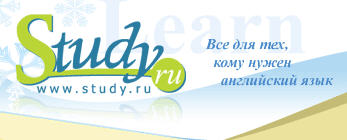 Learn
Study.ru
www.study.ru
Все для тех,
кому нужен
английский язык